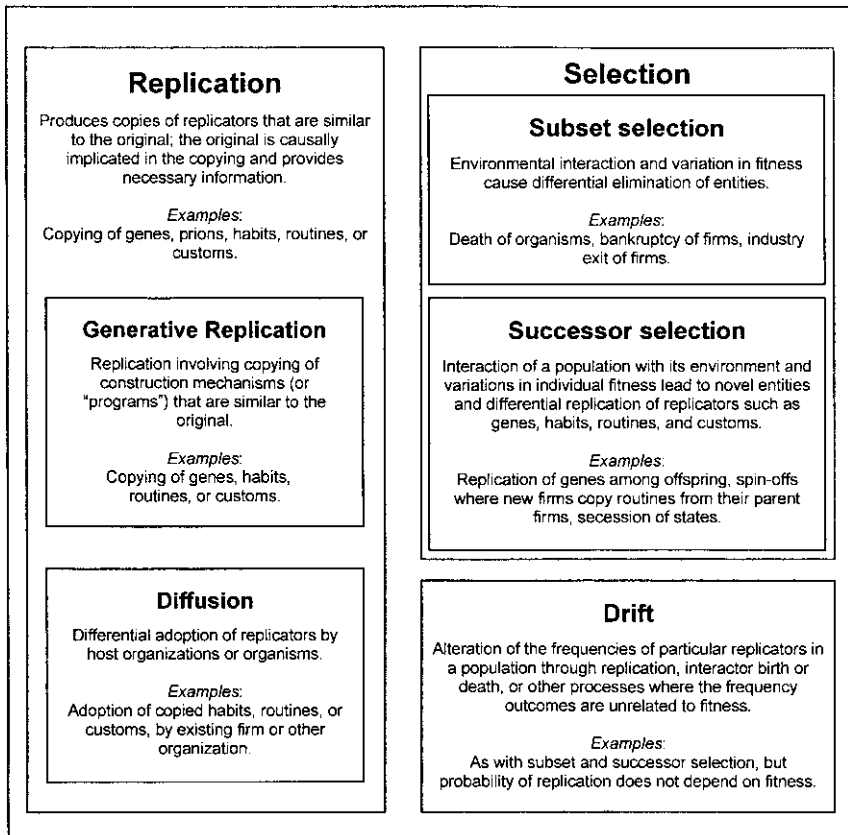 Replication
Produces copies of replicators that are similar
to the original; the original is causally
implicated in the copying and provides
necessary information.
Examples:
Copying of genes, prions, habits, routines, or
customs.
Generative Replication
Replication involving copying of
construction mechanisms (or
"programs") that are similar to the
original.
Examples:
Copying of genes, habits,
routines, or customs.
Diffusion
Differential adoption of replicators by
host organizations or organisms.
Examples:
Adoption of copied habits, routines, or
customs, by existing firm or other
organization.
Selection
Subset selection
Environmental interaction and variation in fitness
cause differential elimination of entities.
Examples:
Death of organisms, bankruptcy of firms, industry
exit of firms.
Successor selection
Interaction of a population with its environment and
variations in individual fitness lead to novel entities
and differential replication of replicators such as
genes, habits, routines, and customs.
Examples:
Replication of genes among offspring, spin-offs
where new firms copy routines from their parent
firms, secession of states.
Drift
Alteration of the frequencies of particular replicators in
a population through replication, interactor birth or
death, or other processes where the frequency
outcomes are unrelated to fitness.
Examples:
As with subset and successor selection, but
probability of replication does not depend on fitness.